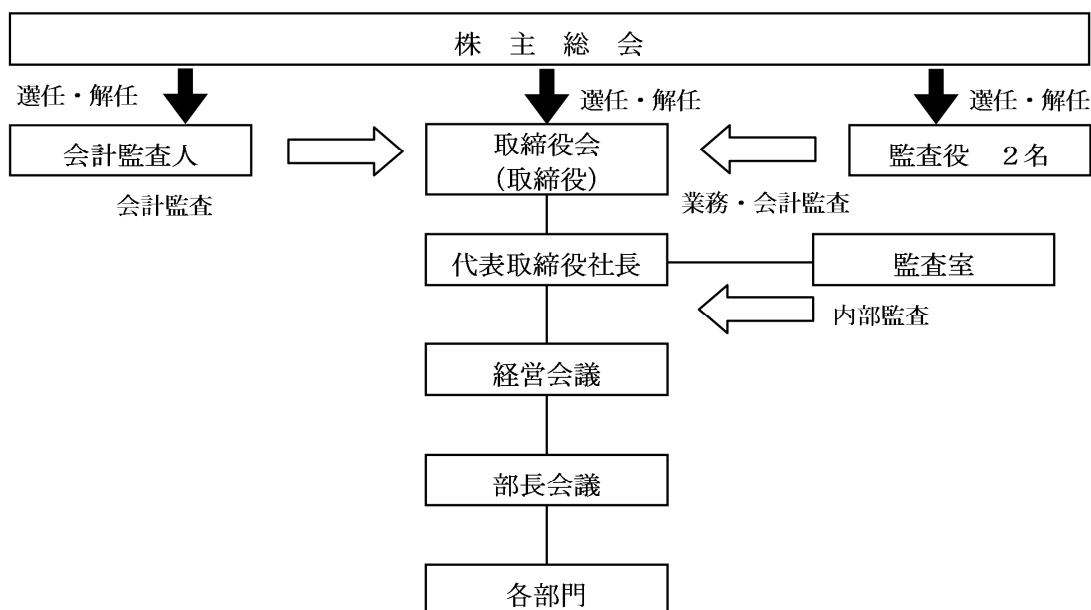 株　主　総　会
選任・解任
選任・解任
選任・解任
会計監査人
取締役会
（取締役）
監査役　２名
会計監査
業務・会計監査
代表取締役社長
監査室
内部監査
経営会議
部長会議
各部門